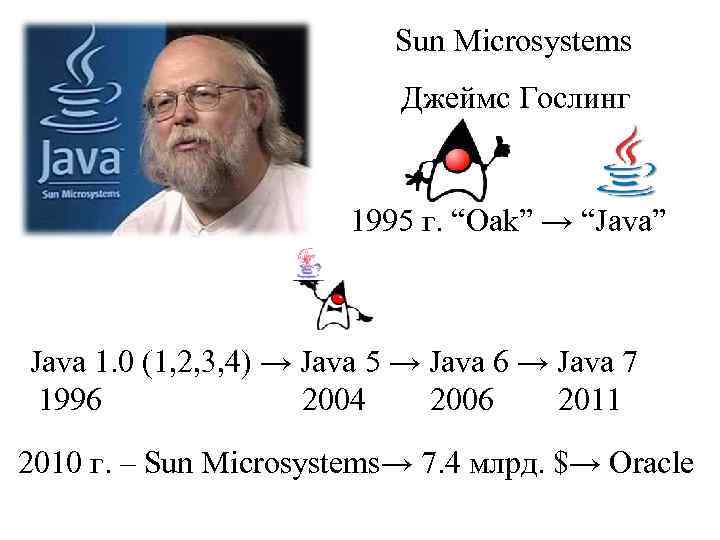 Java
Sun Microsystems
Sun Microsystems
Джеймс Гослинг
1995 г. “Oak” → “Java”
Java 1.0 (1,2,3,4) → Java 5 → Java 6 → Java 7
1996 2004 2006 2011
2010 г. – Sun Microsystems→ 7.4 млрд. $→ Oracle